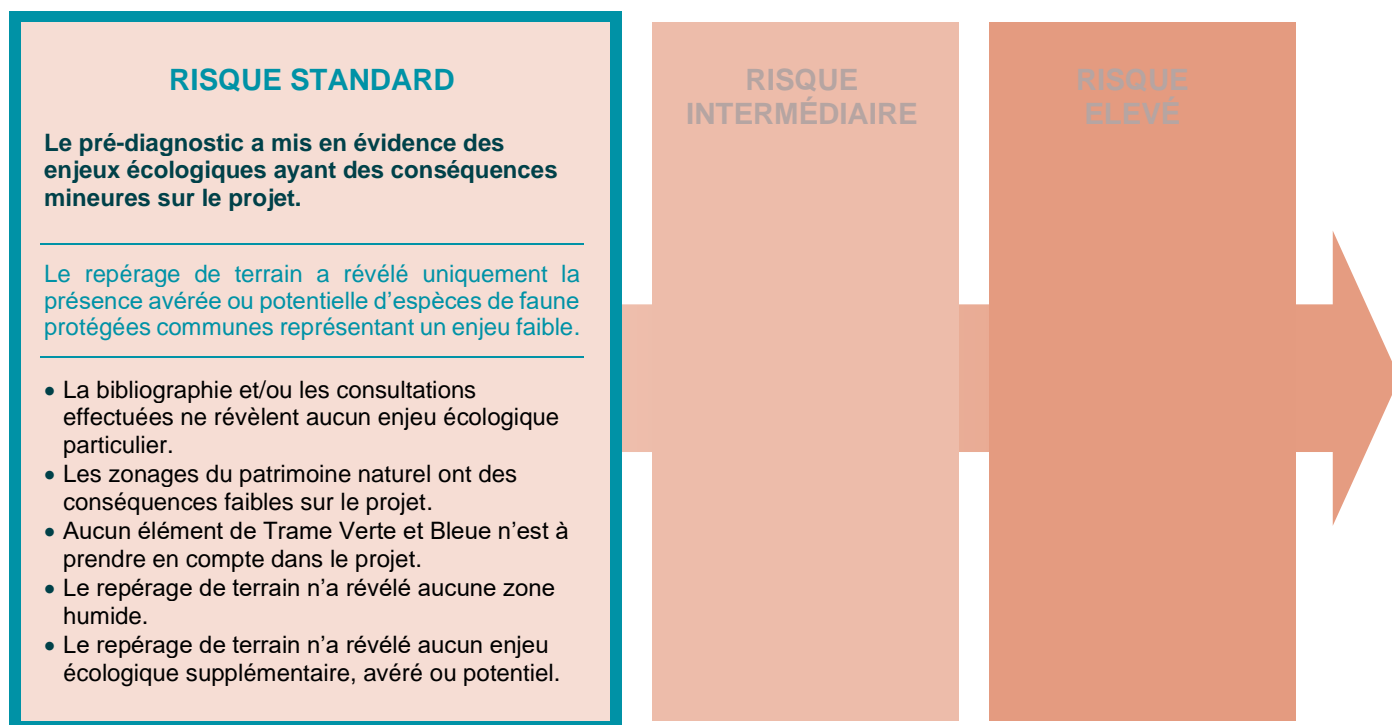 RISQUE STANDARD
Le pré-diagnostic a mis en évidence des
enjeux écologiques ayant des conséquences
mineures sur le projet.
Le repérage de terrain a révélé uniquement la
présence avérée ou potentielle d’espèces de faune
protégées communes représentant un enjeu faible.
• La bibliographie et/ou les consultations
effectuées ne révèlent aucun enjeu écologique
particulier.
• Les zonages du patrimoine naturel ont des
conséquences faibles sur le projet.
• Aucun élément de Trame Verte et Bleue n’est à
prendre en compte dans le projet.
• Le repérage de terrain n’a révélé aucune zone
humide.
• Le repérage de terrain n’a révélé aucun enjeu
écologique supplémentaire, avéré ou potentiel.
RISQUE
INTERMÉDIAIRE
RISQUE
ELEVÉ